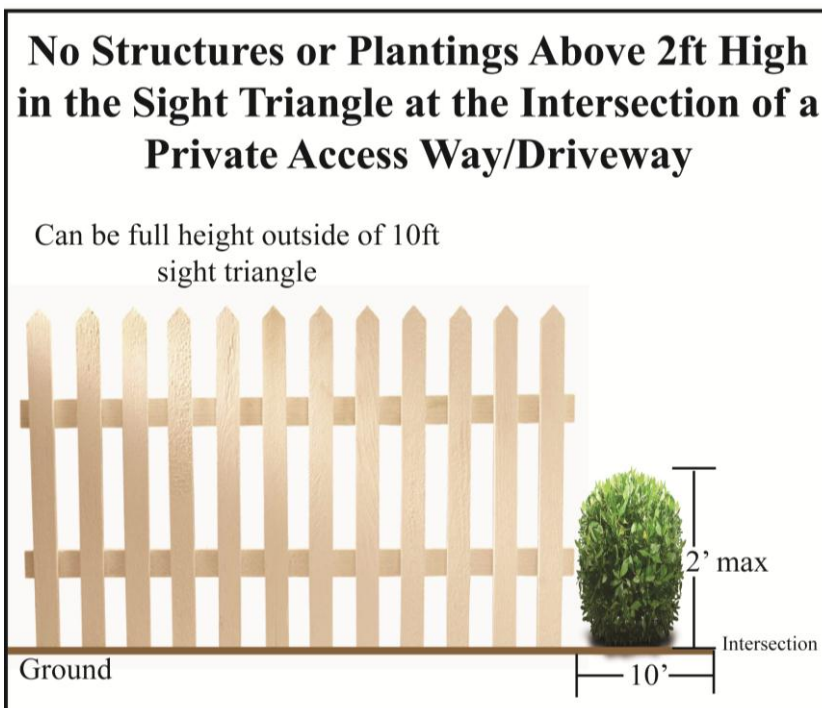 No Structures or Plantings Above 2ft High
in the Sight Triangle at the Intersection of a
Private Access Way/Driveway
Can be full height outside of 10ft
sight triangle
2’ max
Intersection
Ground
10’